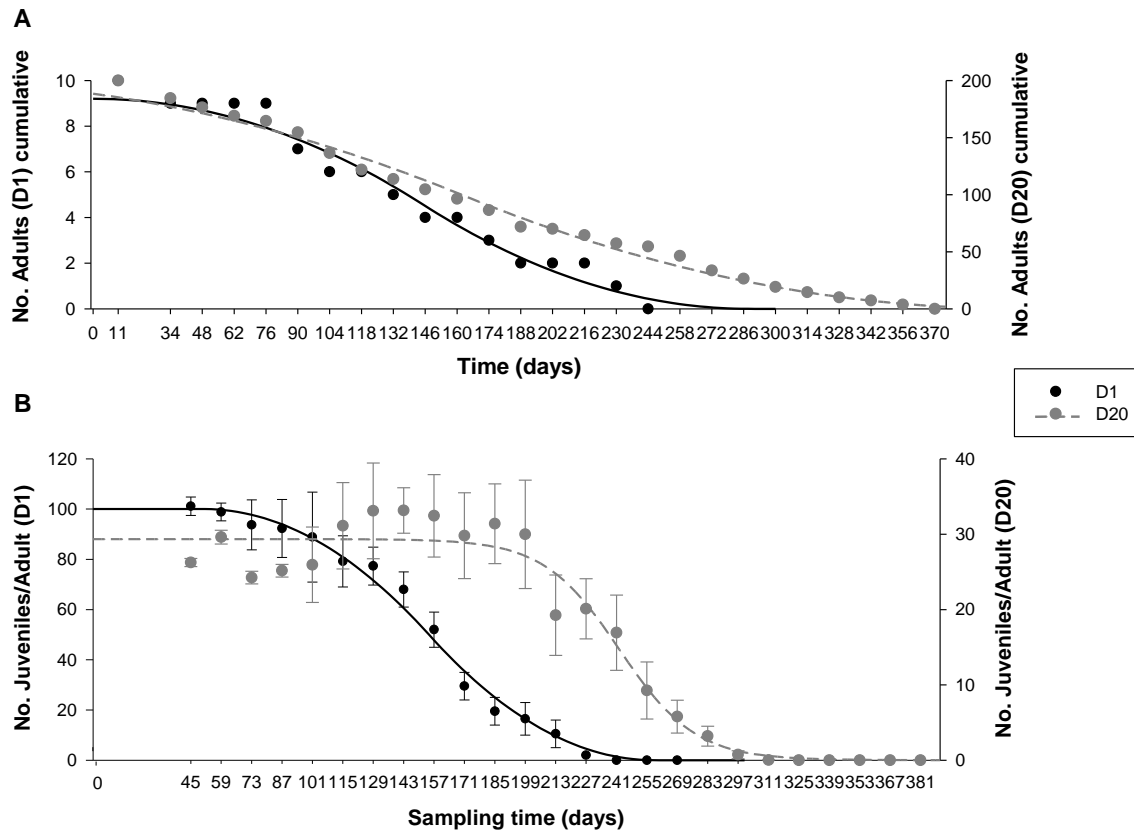 A
No. Adults (D1) cumulative
10
8
6
4
2
0
No. Adults (D20) cumulative
200
150
100
50
0
0 11 34 48 62 76 90 104 118 132 146 160 174 188 202 216 230 244 258 272 286 300 314 328 342 356 370
Time (days)
D1
D20
B
No. Juveniles/Adult (D1)
120
100
80
60
40
20
0
No. Juveniles/Adult (D20)
40
30
20
10
0
0 45 59 73 87 101 115 129 143 157 171 185 199 213 227 241 255 269 283 297 311 325 339 353 367 381
Sampling time (days)